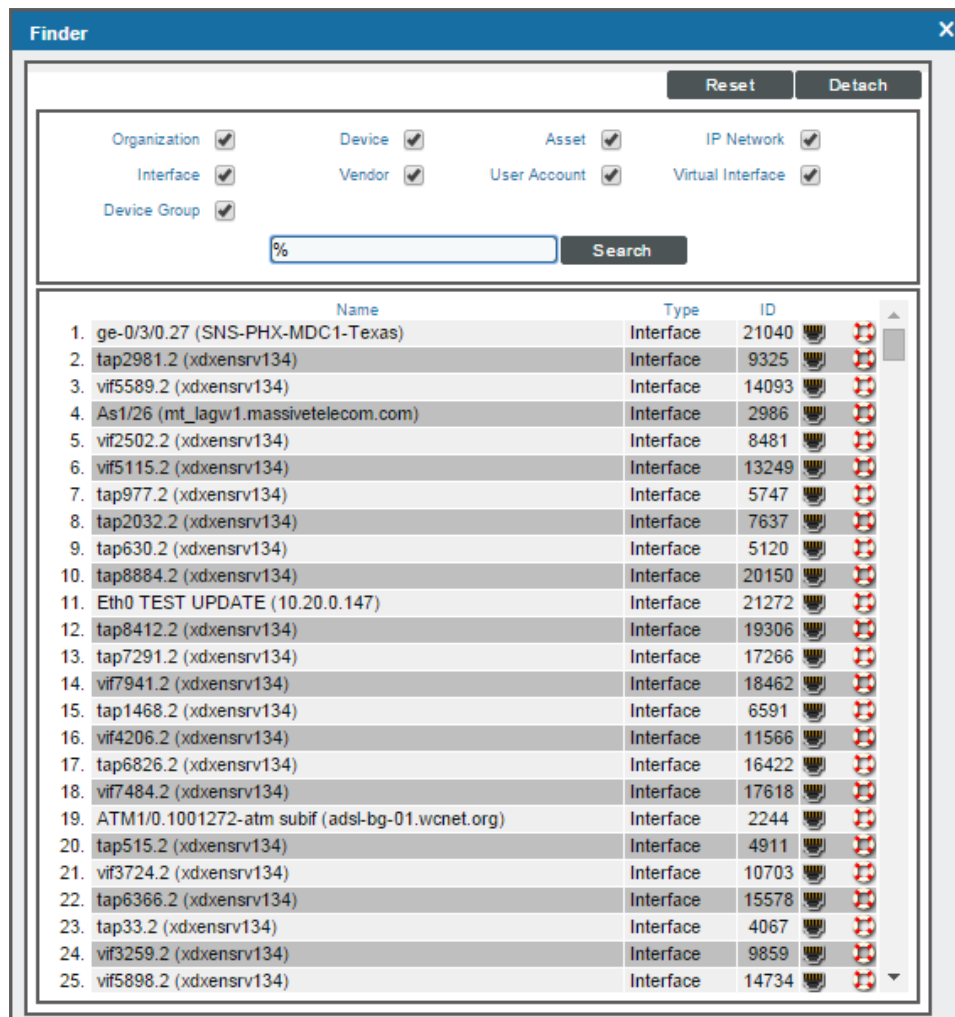 Finder
Reset Detach
Organization Device Asset IP Network
Interface Vendor User Account Virtual Interface
Device Group
% Search
Name Type ID
1. ge-0/3/0.27 (SNS-PHX-MDC1-Texas) Interface 21040
2. tap2981.2 (xdxensrv134) Interface 9325
3. vif5589.2 (xdxensrv134) Interface 14093
4. As1/26 (mt_lagw1.massivetelecom.com) Interface 2986
5. vif2502.2 (xdxensrv134) Interface 8481
6. vif5115.2 (xdxensrv134) Interface 13249
7. tap977.2 (xdxensrv134) Interface 5747
8. tap2032.2 (xdxensrv134) Interface 7637
9. tap630.2 (xdxensrv134) Interface 5120
10. tap8884.2 (xdxensrv134) Interface 20150
11. Eth0 TEST UPDATE (10.20.0.147) Interface 21272
12. tap8412.2 (xdxensrv134) Interface 19306
13. tap7291.2 (xdxensrv134) Interface 17266
14. vif7941.2 (xdxensrv134) Interface 18462
15. tap1468.2 (xdxensrv134) Interface 6591
16. vif4206.2 (xdxensrv134) Interface 11566
17. tap6826.2 (xdxensrv134) Interface 16422
18. vif7484.2 (xdxensrv134) Interface 17618
19. ATM1/0.1001272-atm subif (adsl-bg-01.wcnet.org) Interface 2244
20. tap515.2 (xdxensrv134) Interface 4911
21. vif3724.2 (xdxensrv134) Interface 10703
22. tap6366.2 (xdxensrv134) Interface 15578
23. tap33.2 (xdxensrv134) Interface 4067
24. vif3259.2 (xdxensrv134) Interface 9859
25. vif5898.2 (xdxensrv134) Interface 14734